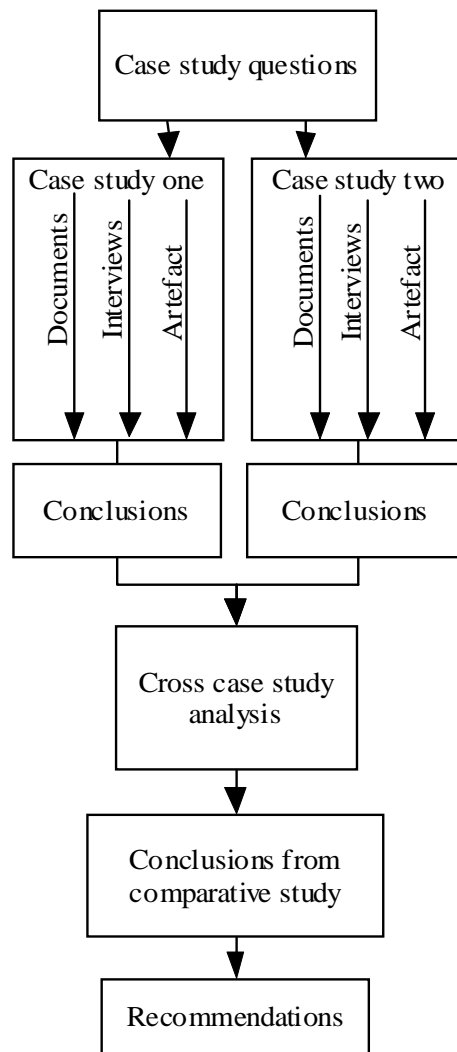 Case study questions
Case study one
Documents
Interviews
Artefact
Case study two
Documents
Interviews
Artefact
Conclusions
Conclusions
Cross case study
analysis
Conclusions from
comparative study
Recommendations